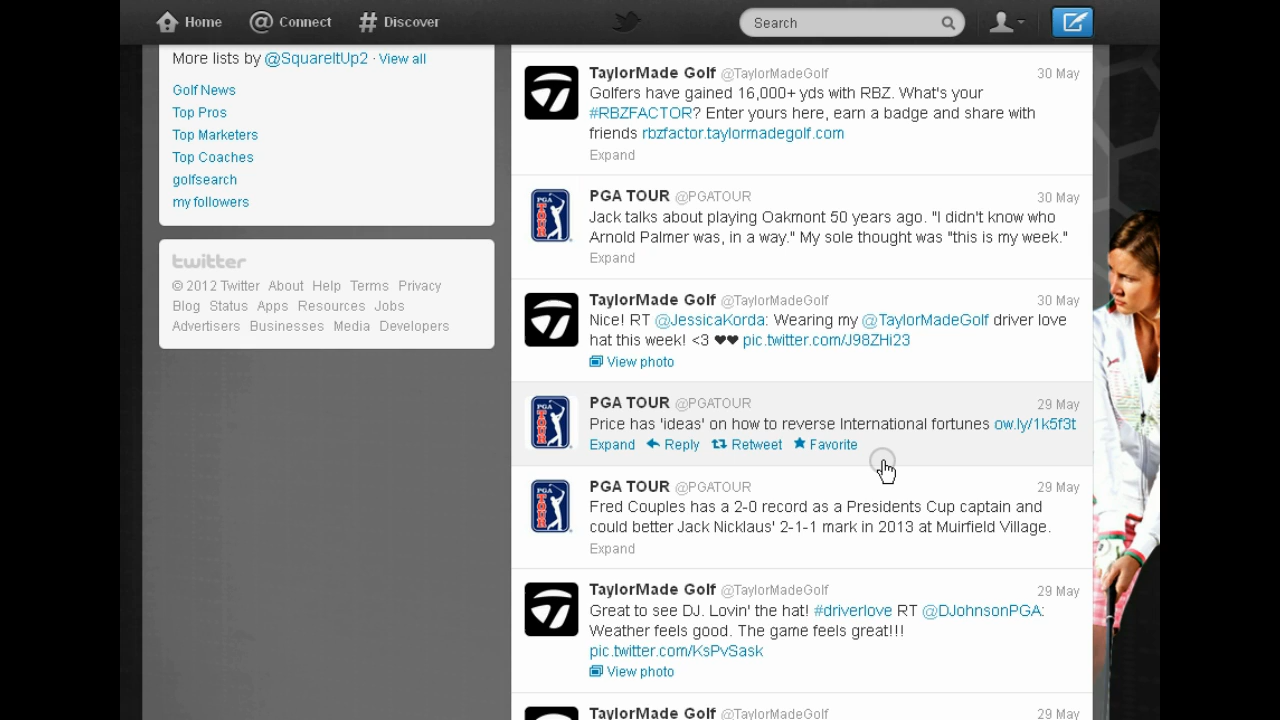 Home Connect Discover Search
More lists by @SquareItUp2 · View all
Golf News
Top Pros
Top Marketers
Top Coaches
golfsearch
my followers
twitter
© 2012 Twitter About Help Terms Privacy
Blog Status Apps Resources Jobs
Advertisers Businesses Media Developers
TaylorMade Golf @TaylorMadeGolf 30 May
Golfers have gained 16,000+ yds with RBZ. What's your
#RBZFACTOR? Enter yours here, earn a badge and share with
friends rbzfactor.taylormadegolf.com
Expand
PGA TOUR @PGATOUR 30 May
Jack talks about playing Oakmont 50 years ago. "I didn't know who
Arnold Palmer was, in a way." My sole thought was "this is my week."
Expand
TaylorMade Golf @TaylorMadeGolf 30 May
Nice! RT @JessicaKorda: Wearing my @TaylorMadeGolf driver love
hat this week! <3 ♥♥ pic.twitter.com/J98ZHi23
View photo
PGA TOUR @PGATOUR 29 May
Price has 'ideas' on how to reverse International fortunes ow.ly/1k5f3t
Expand Reply Retweet Favorite
PGA TOUR @PGATOUR 29 May
Fred Couples has a 2-0 record as a Presidents Cup captain and
could better Jack Nicklaus' 2-1-1 mark in 2013 at Muirfield Village.
Expand
TaylorMade Golf @TaylorMadeGolf 29 May
Great to see DJ. Lovin' the hat! #driverlove RT @DJohnsonPGA:
Weather feels good. The game feels great!!!
pic.twitter.com/KsPvSask
View photo
TaylorMade Golf @TaylorMadeGolf 29 May